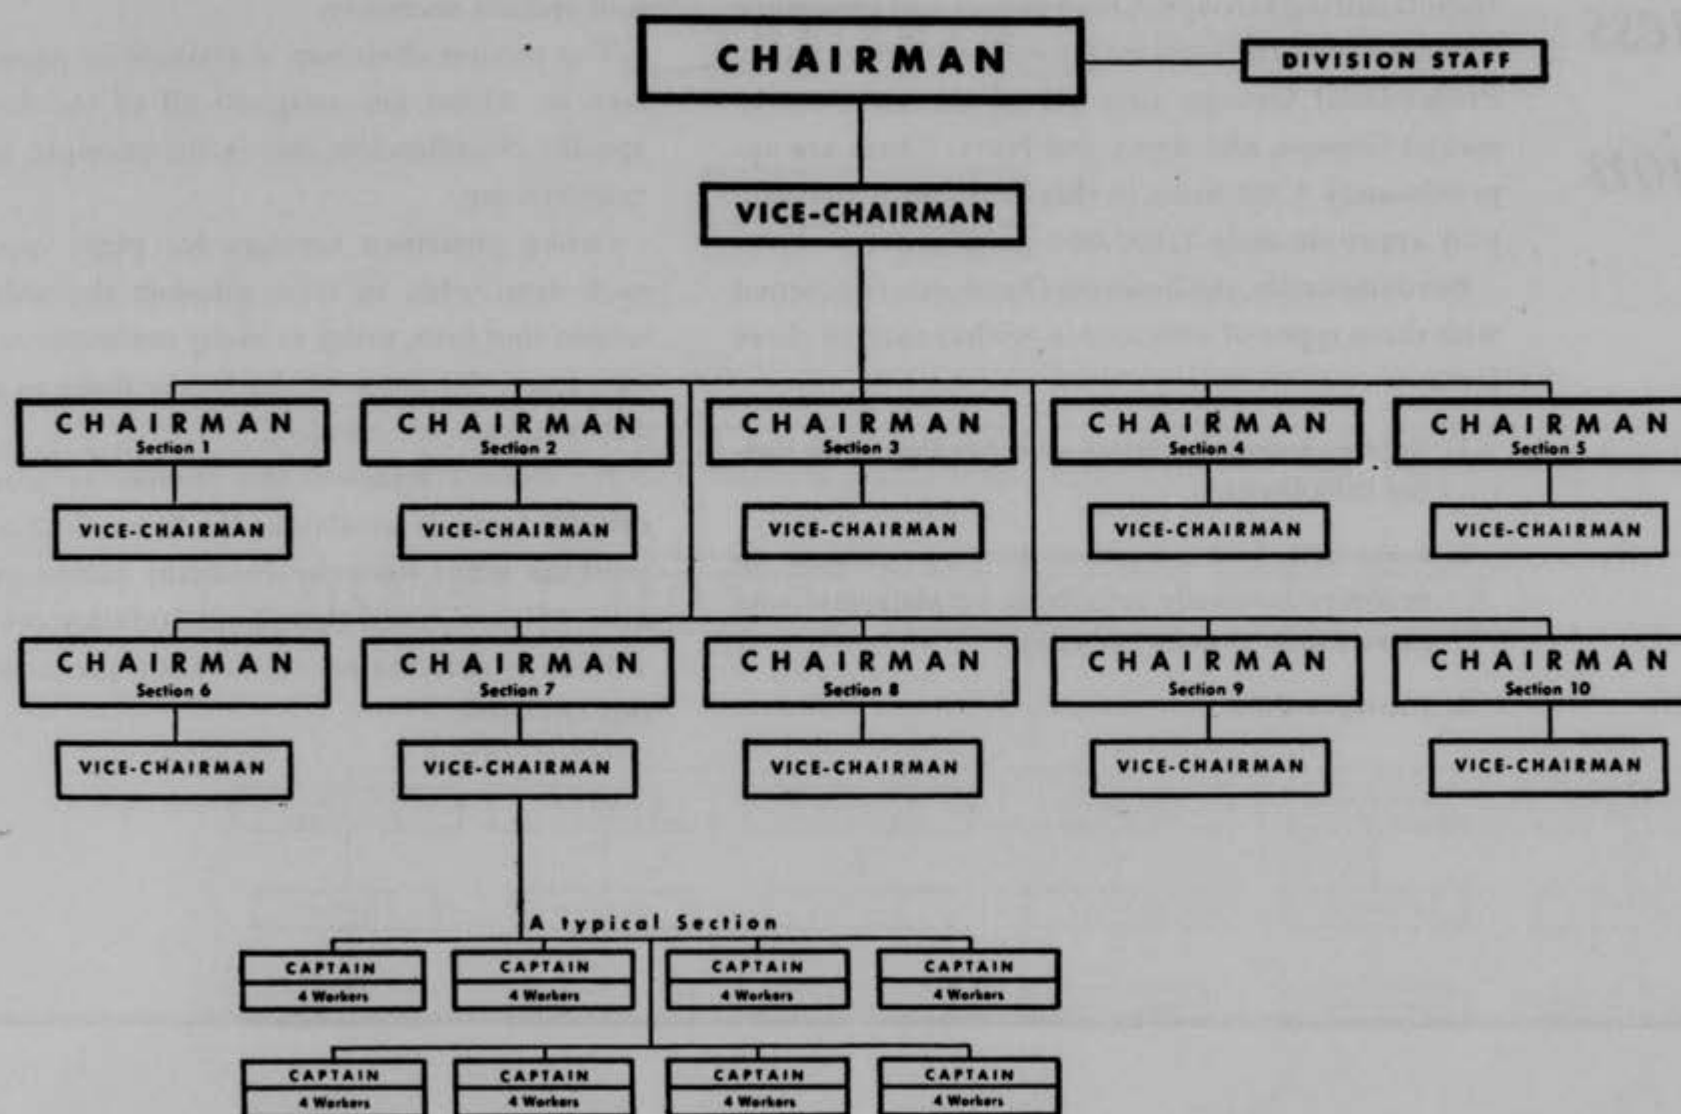 CHAIRMAN
DIVISION STAFF
VICE-CHAIRMAN
CHAIRMAN
Section 1
CHAIRMAN
Section 2
CHAIRMAN
Section 3
CHAIRMAN
Section 4
CHAIRMAN
Section 5
VICE-CHAIRMAN
VICE-CHAIRMAN
VICE-CHAIRMAN
VICE-CHAIRMAN
VICE-CHAIRMAN
CHAIRMAN
Section 6
CHAIRMAN
Section 7
CHAIRMAN
Section 8
CHAIRMAN
Section 9
CHAIRMAN
Section 10
VICE-CHAIRMAN
VICE-CHAIRMAN
VICE-CHAIRMAN
VICE-CHAIRMAN
VICE-CHAIRMAN
A typical Section
CAPTAIN
4 Workers
CAPTAIN
4 Workers
CAPTAIN
4 Workers
CAPTAIN
4 Workers
CAPTAIN
4 Workers
CAPTAIN
4 Workers
CAPTAIN
4 Workers
CAPTAIN
4 Workers